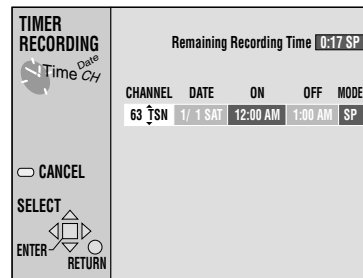 TIMER
RECORDING
Date
Time CH
Remaining Recording Time 0:17 SP
CHANNEL DATE ON OFF MODE
63 TSN 1/ 1 SAT 12:00 AM 1:00 AM SP
CANCEL
SELECT
ENTER
RETURN